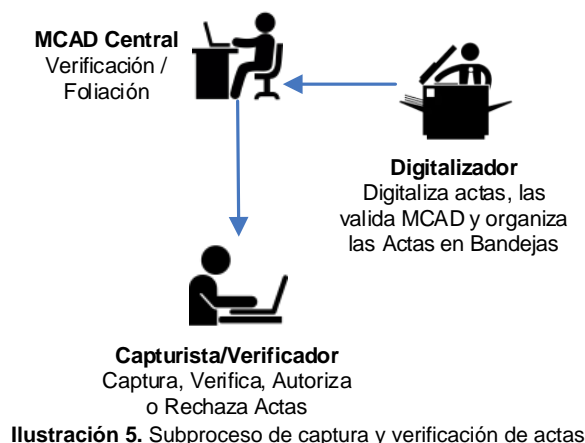 MCAD Central
Verificación /
Foliación
Digitalizador
Digitaliza actas, las
valida MCAD y organiza
las Actas en Bandejas
Capturista/Verificador
Captura, Verifica, Autoriza
o Rechaza Actas
Ilustración 5. Subproceso de captura y verificación de actas